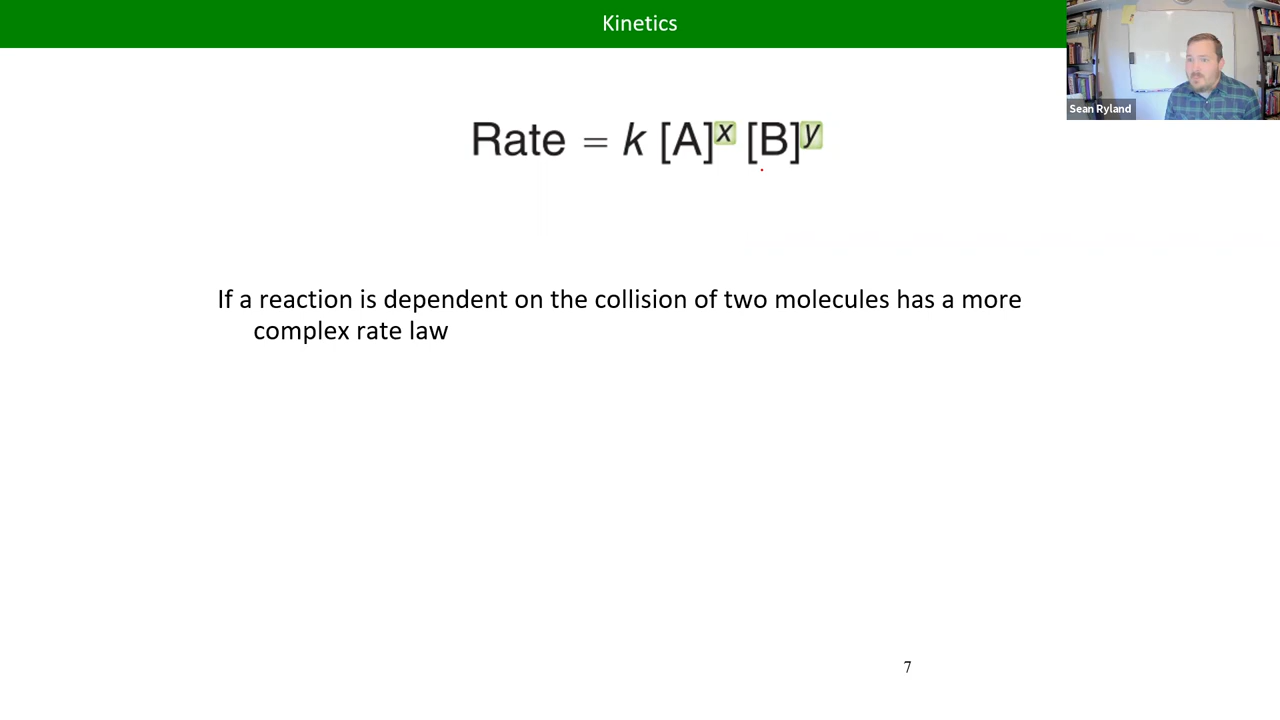 Kinetics
Sean Ryland
Rate = k [A]^x [B]^y
If a reaction is dependent on the collision of two molecules has a more
complex rate law
7